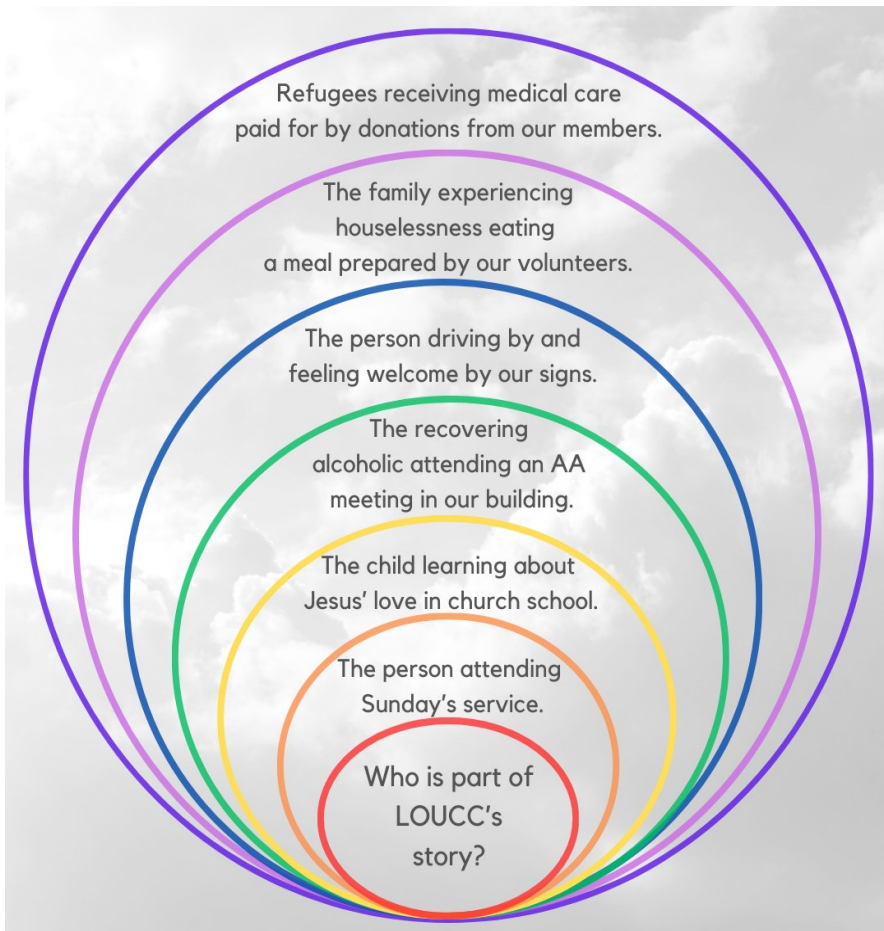 Refugees receiving medical care
paid for by donations from our members.
The family experiencing
houselessness eating
a meal prepared by our volunteers.
The person driving by and
feeling welcome by our signs.
The recovering
alcoholic attending an AA
meeting in our building.
The child learning about
Jesus’ love in church school.
The person attending
Sunday’s service.
Who is part of
LOUCC’s
story?